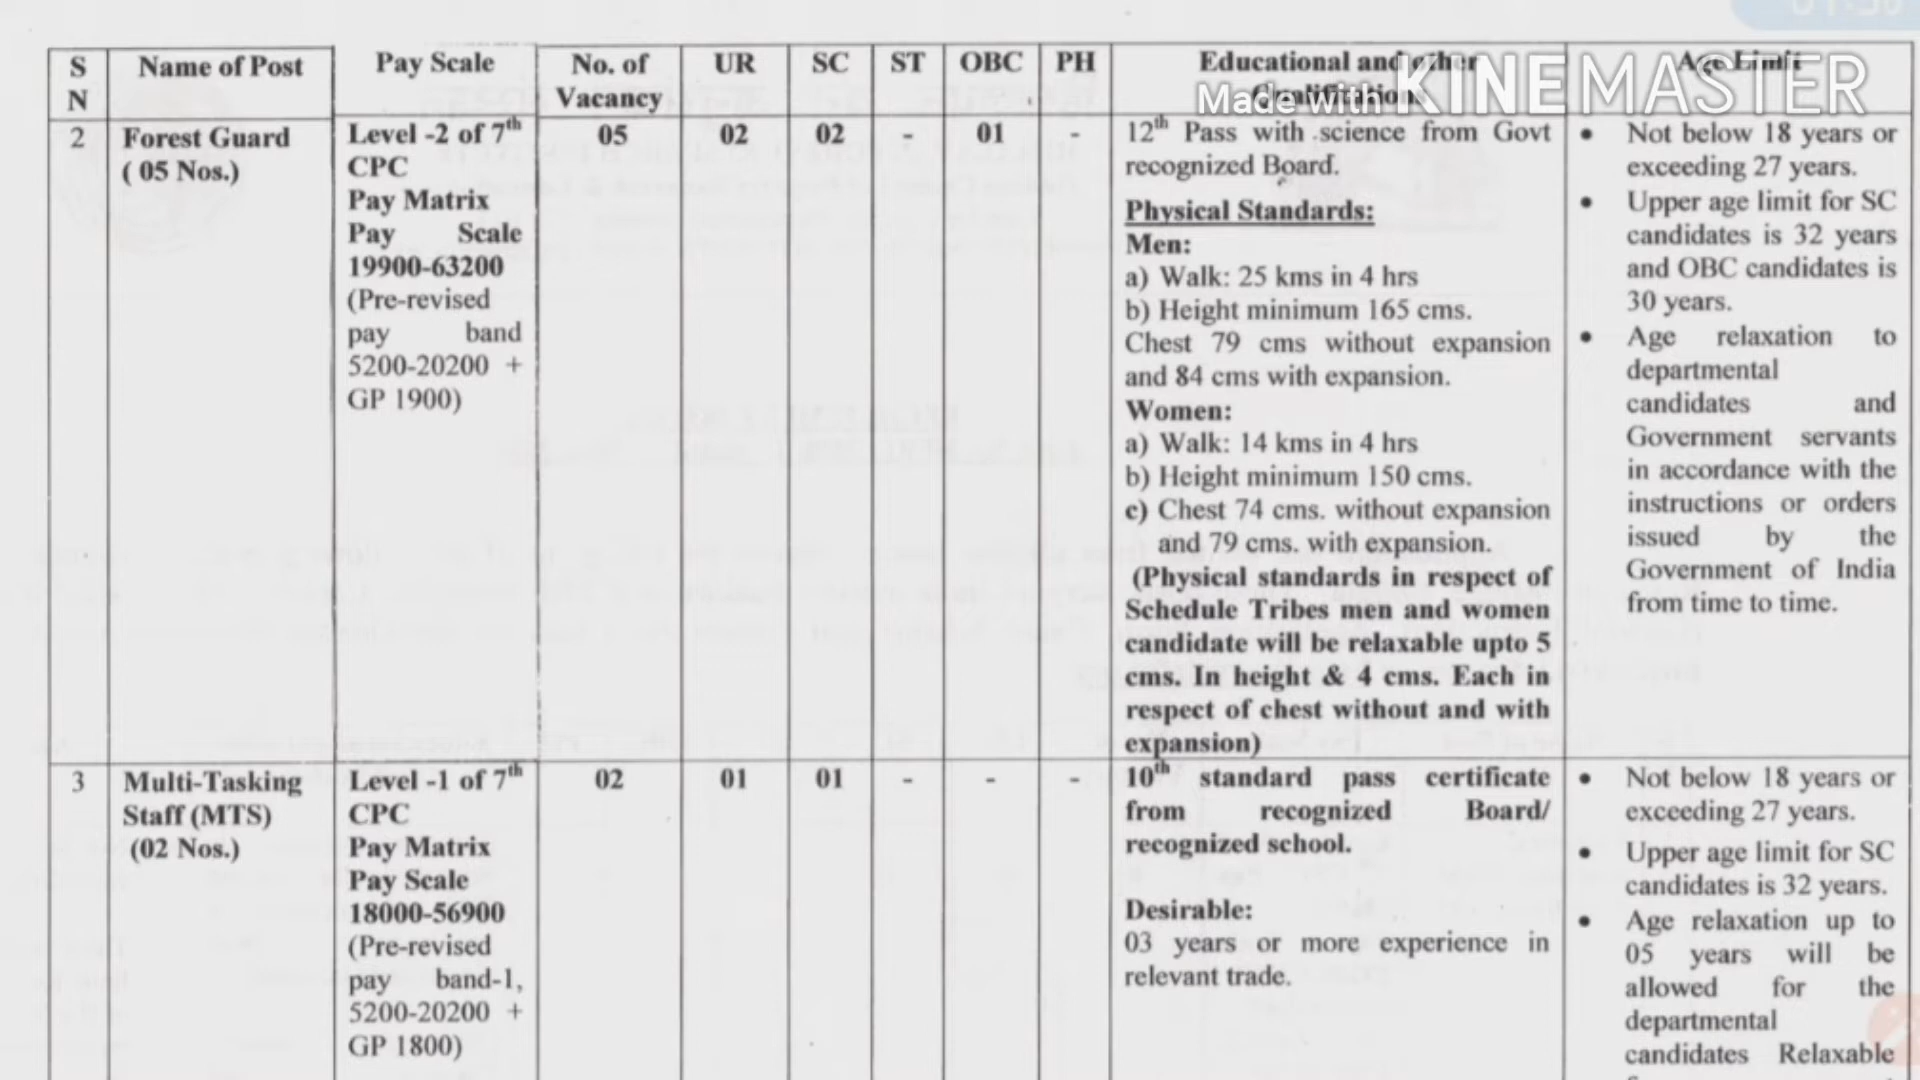 S
N
Name of Post
Pay Scale
No. of
Vacancy
UR
SC
ST
OBC
PH
Educational and other
Qualifications
Age Limit
Made with KINEMASTER
2
Forest Guard
( 05 Nos.)
Level -2 of 7th
CPC
Pay Matrix
Pay Scale
19900-63200
(Pre-revised
pay band
5200-20200 +
GP 1900)
05
02
02
-
01
-
12th Pass with science from Govt
recognized Board.
Physical Standards:
Men:
a) Walk: 25 kms in 4 hrs
b) Height minimum 165 cms.
Chest 79 cms without expansion
and 84 cms with expansion.
Women:
a) Walk: 14 kms in 4 hrs
b) Height minimum 150 cms.
c) Chest 74 cms. without expansion
and 79 cms. with expansion.
(Physical standards in respect of
Schedule Tribes men and women
candidate will be relaxable upto 5
cms. In height & 4 cms. Each in
respect of chest without and with
expansion)
• Not below 18 years or
exceeding 27 years.
• Upper age limit for SC
candidates is 32 years
and OBC candidates is
30 years.
• Age relaxation to
departmental
candidates and
Government servants
in accordance with the
instructions or orders
issued by the
Government of India
from time to time.
3
Multi-Tasking
Staff (MTS)
(02 Nos.)
Level -1 of 7th
CPC
Pay Matrix
Pay Scale
18000-56900
(Pre-revised
pay band-1,
5200-20200 +
GP 1800)
02
01
01
-
-
-
10th standard pass certificate
from recognized Board/
recognized school.
Desirable:
03 years or more experience in
relevant trade.
• Not below 18 years or
exceeding 27 years.
• Upper age limit for SC
candidates is 32 years.
• Age relaxation up to
05 years will be
allowed for the
departmental
candidates Relaxable